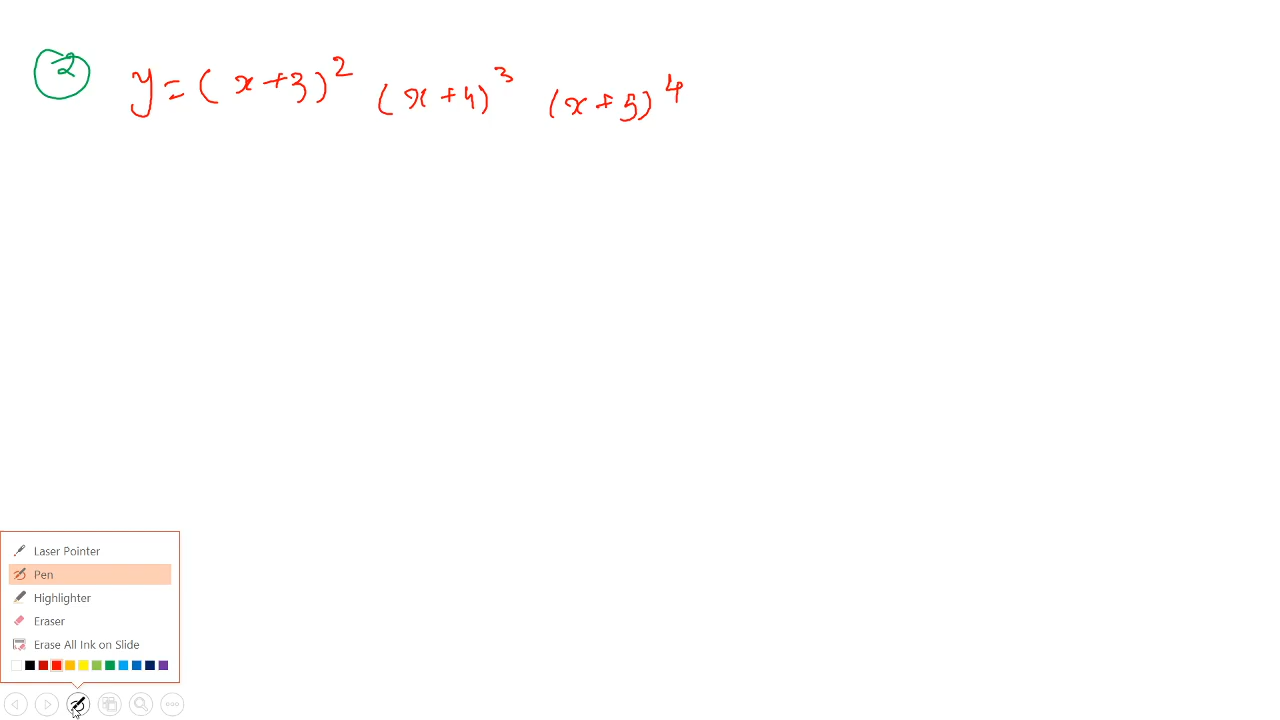 2 y = (x+3)² (x+4)³ (x+5)⁴
Laser Pointer
Pen
Highlighter
Eraser
Erase All Ink on Slide